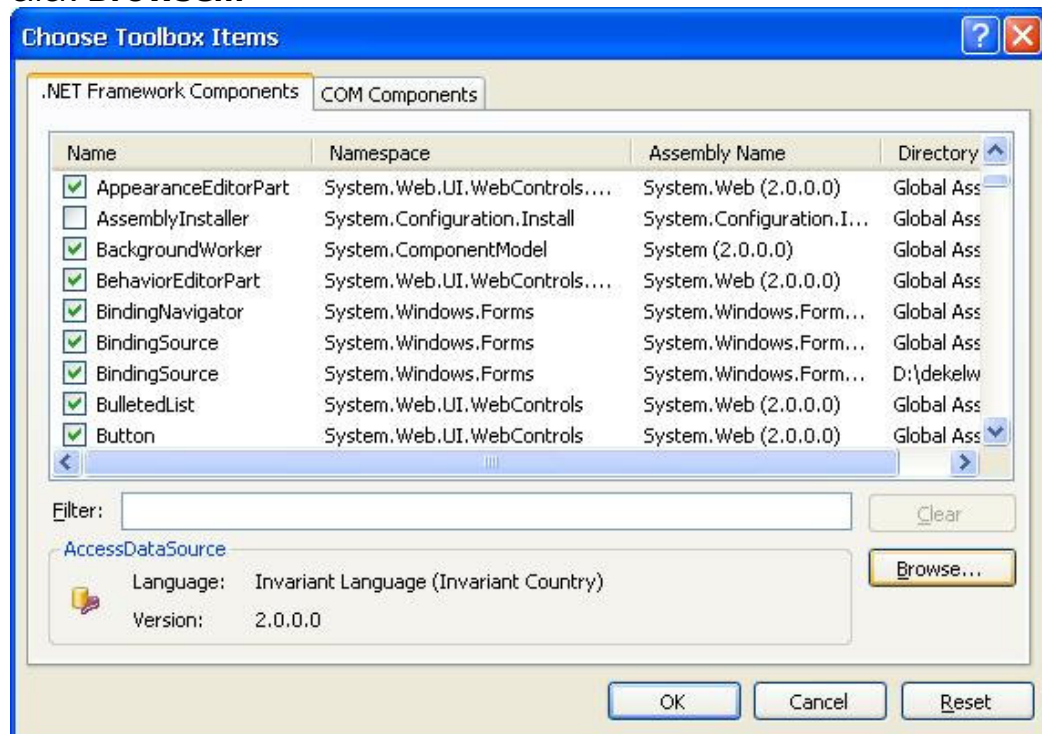 Click Browse...
Choose Toolbox Items
.NET Framework Components COM Components
Name Namespace Assembly Name Directory
AppearanceEditorPart System.Web.UI.WebControls.... System.Web (2.0.0.0) Global Ass
AssemblyInstaller System.Configuration.Install System.Configuration.I... Global Ass
BackgroundWorker System.ComponentModel System (2.0.0.0) Global Ass
BehaviorEditorPart System.Web.UI.WebControls.... System.Web (2.0.0.0) Global Ass
BindingNavigator System.Windows.Forms System.Windows.Form... Global Ass
BindingSource System.Windows.Forms System.Windows.Form... Global Ass
BindingSource System.Windows.Forms System.Windows.Form... D:\dekelw
BulletedList System.Web.UI.WebControls System.Web (2.0.0.0) Global Ass
Button System.Web.UI.WebControls System.Web (2.0.0.0) Global Ass
Filter: Clear
AccessDataSource
Browse...
Language: Invariant Language (Invariant Country)
Version: 2.0.0.0
OK Cancel Reset